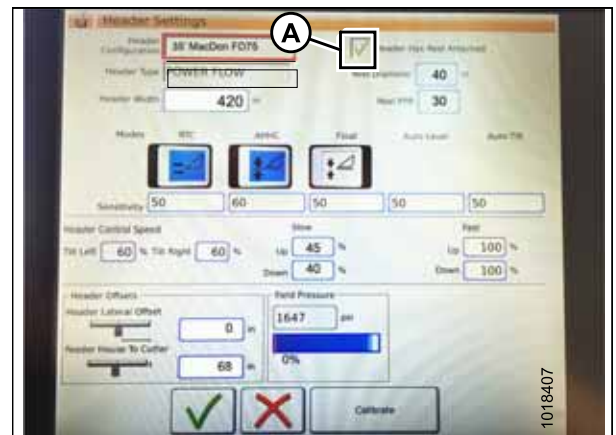 Header Settings
A
Header Configuration
38' MacDon FD75
Header Has Reel Attached
Header Type
POWER FLOW
Reel Diameter
40
in
Header Width
420
in
Reel PPR
30
Modes
RTC
AHHC
Float
Auto Level
Auto Tilt
Sensitivity
50
60
50
50
50
Header Control Speed
Slow
Fast
Tilt Left
60
%
Tilt Right
60
%
Up
45
%
Up
100
%
Down
40
%
Down
100
%
Header Offsets
Header Lateral Offset
0
in
Feeder House To Cutter
68
in
Field Pressure
1647
psi
0%
Calibrate
1018407